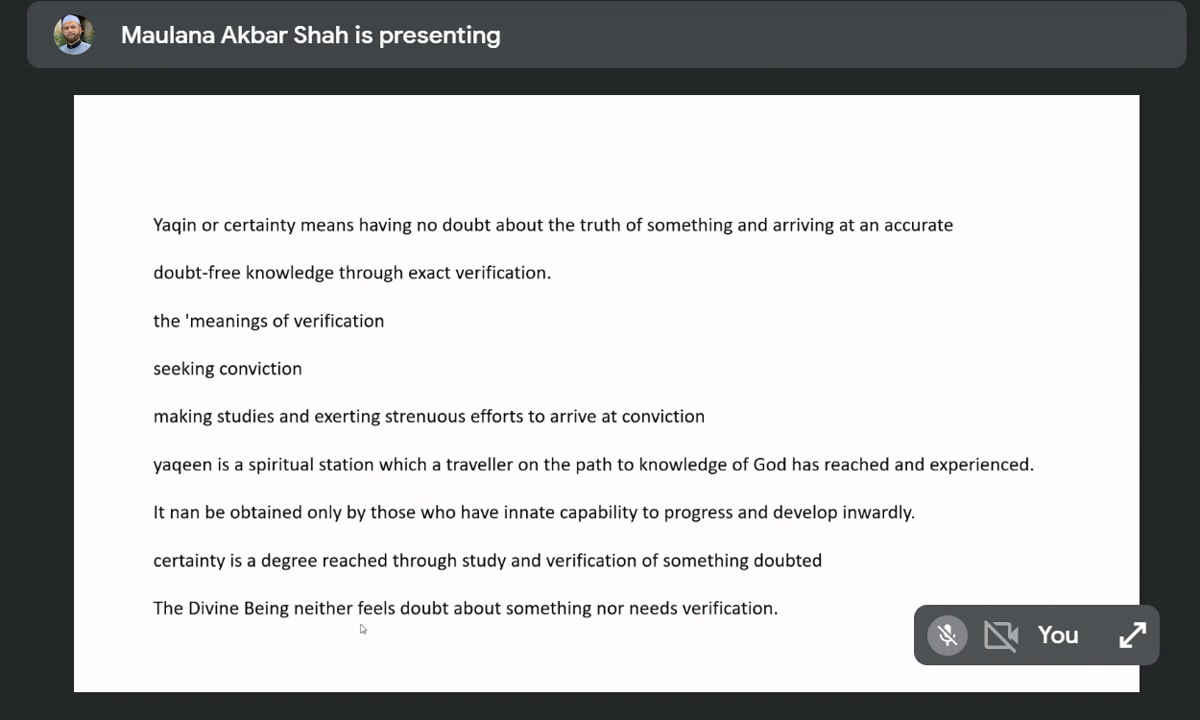 Maulana Akbar Shah is presenting
Yaqin or certainty means having no doubt about the truth of something and arriving at an accurate
doubt-free knowledge through exact verification.
the 'meanings of verification
seeking conviction
making studies and exerting strenuous efforts to arrive at conviction
yaqeen is a spiritual station which a traveller on the path to knowledge of God has reached and experienced.
It nan be obtained only by those who have innate capability to progress and develop inwardly.
certainty is a degree reached through study and verification of something doubted
The Divine Being neither feels doubt about something nor needs verification.
You